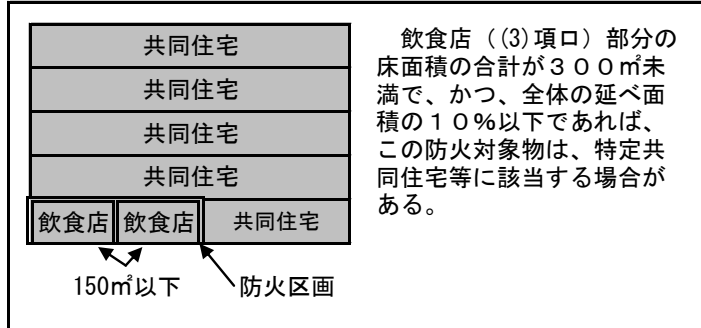 共同住宅
共同住宅
共同住宅
共同住宅
飲食店 飲食店 共同住宅
150㎡以下 防火区画
飲食店（(3)項ロ）部分の
床面積の合計が３００㎡未
満で、かつ、全体の延べ面
積の１０％以下であれば、
この防火対象物は、特定共
同住宅等に該当する場合が
ある。